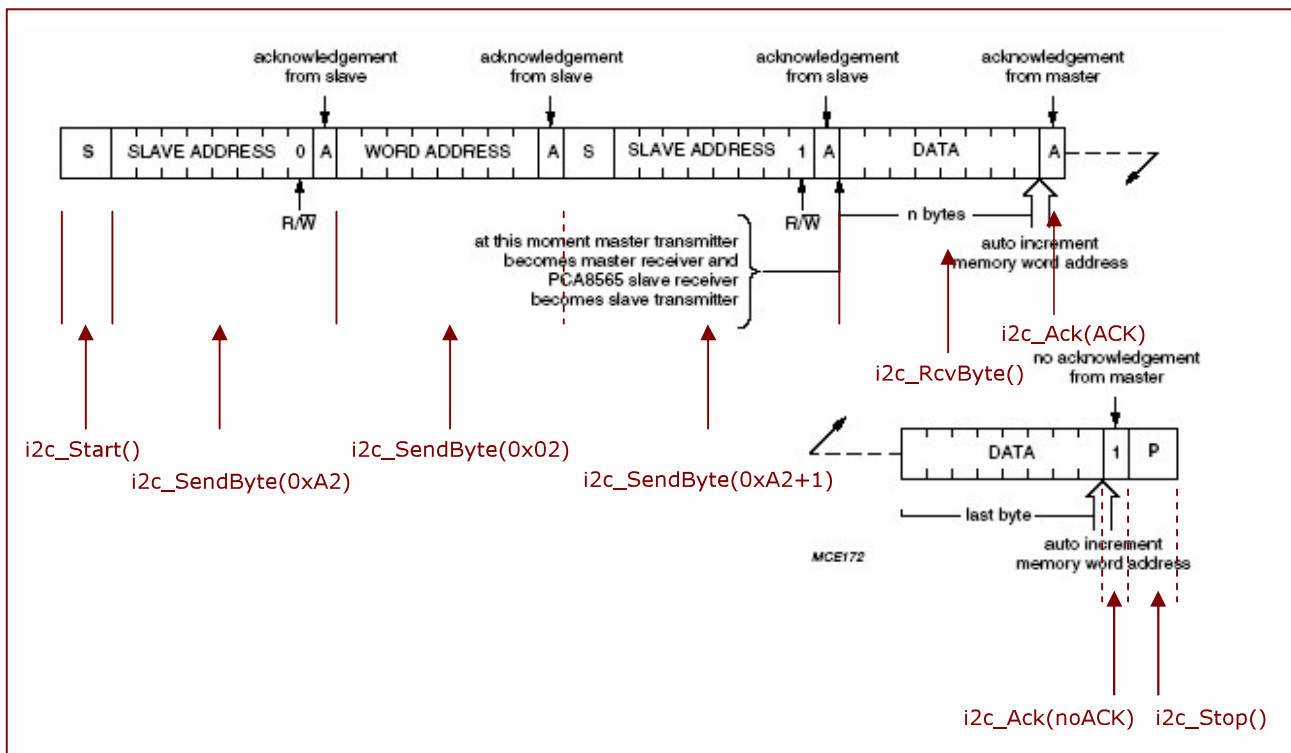 acknowledgement
from slave
acknowledgement
from slave
acknowledgement
from slave
acknowledgement
from master
S
SLAVE ADDRESS
0
A
WORD ADDRESS
A
S
SLAVE ADDRESS
1
A
DATA
A
R/W̅
R/W̅
n bytes
at this moment master transmitter
becomes master receiver and
PCA8565 slave receiver
becomes slave transmitter
auto increment
memory word address
i2c_Ack(ACK)
i2c_RcvByte()
no acknowledgement
from master
i2c_Start()
i2c_SendByte(0xA2)
i2c_SendByte(0x02)
i2c_SendByte(0xA2+1)
DATA
1
P
last byte
auto increment
memory word address
MCE172
i2c_Ack(noACK)
i2c_Stop()